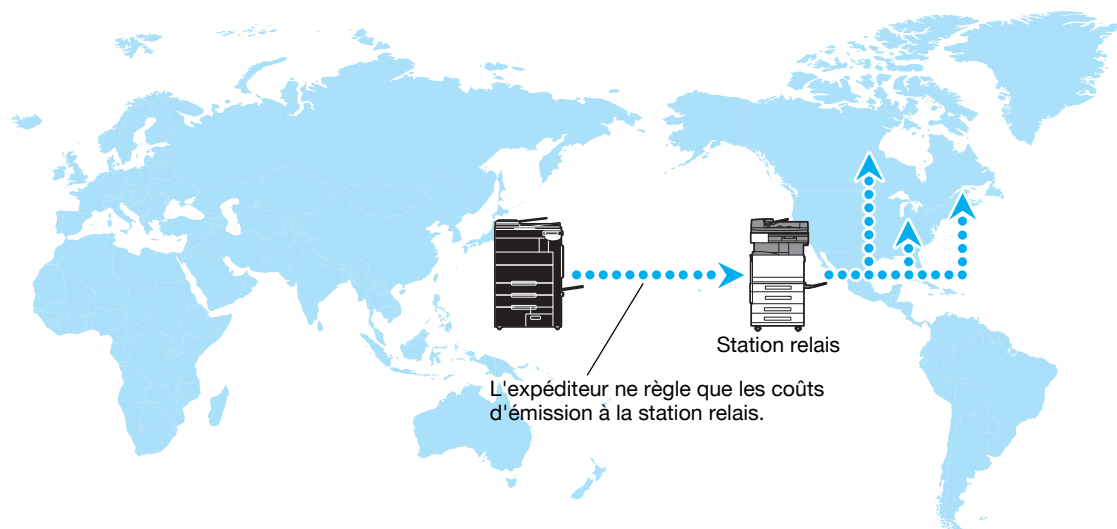 Station relais
L'expéditeur ne règle que les coûts
d'émission à la station relais.